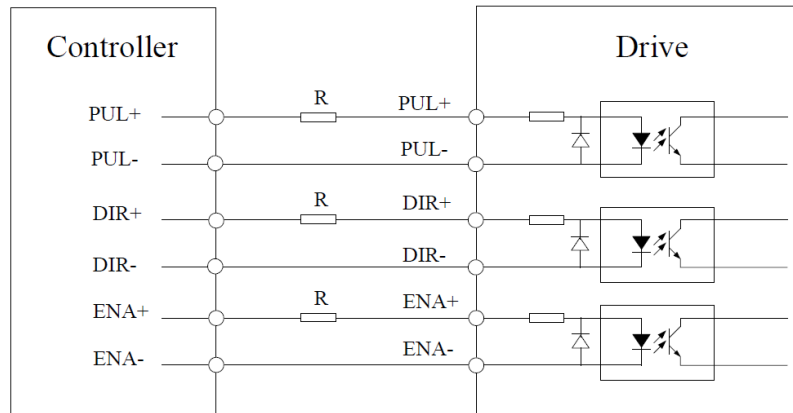 Controller
Drive
R
PUL+
PUL+
PUL-
PUL-
R
DIR+
DIR+
DIR-
DIR-
R
ENA+
ENA+
ENA-
ENA-